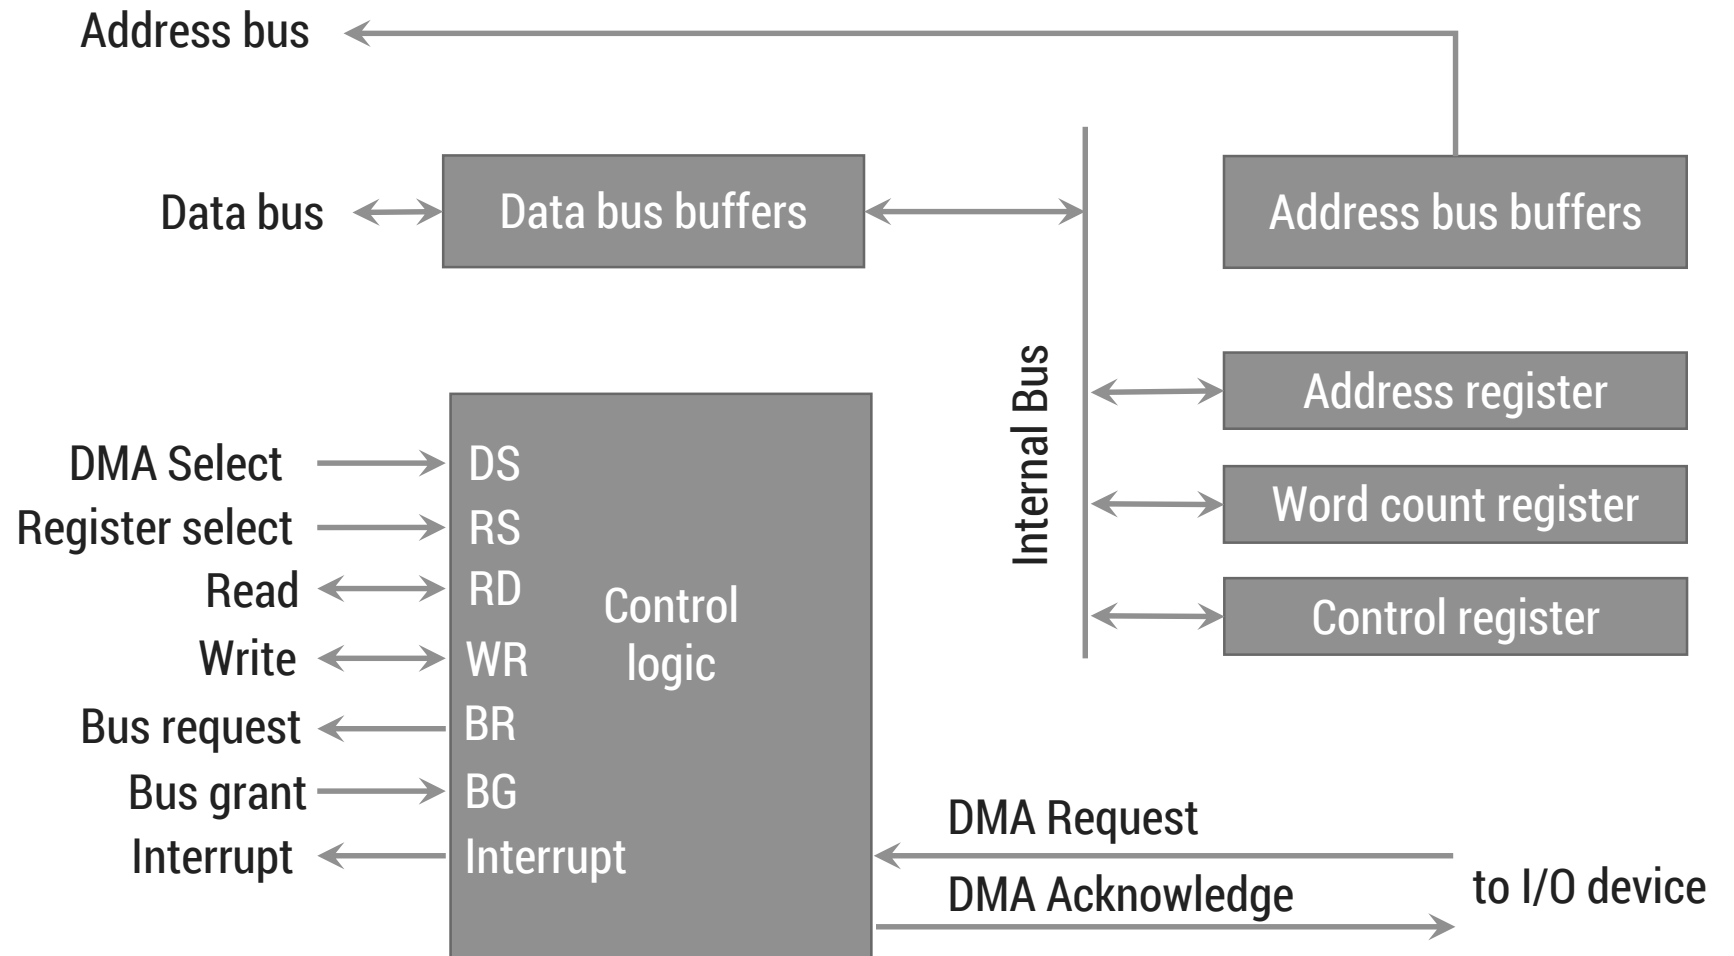 Address bus
Data bus
Data bus buffers
Address bus buffers
Internal Bus
Address register
Word count register
Control register
DMA Select
DS
Register select
RS
Read
RD
Write
WR
Control
logic
Bus request
BR
Bus grant
BG
Interrupt
Interrupt
DMA Request
DMA Acknowledge
to I/O device